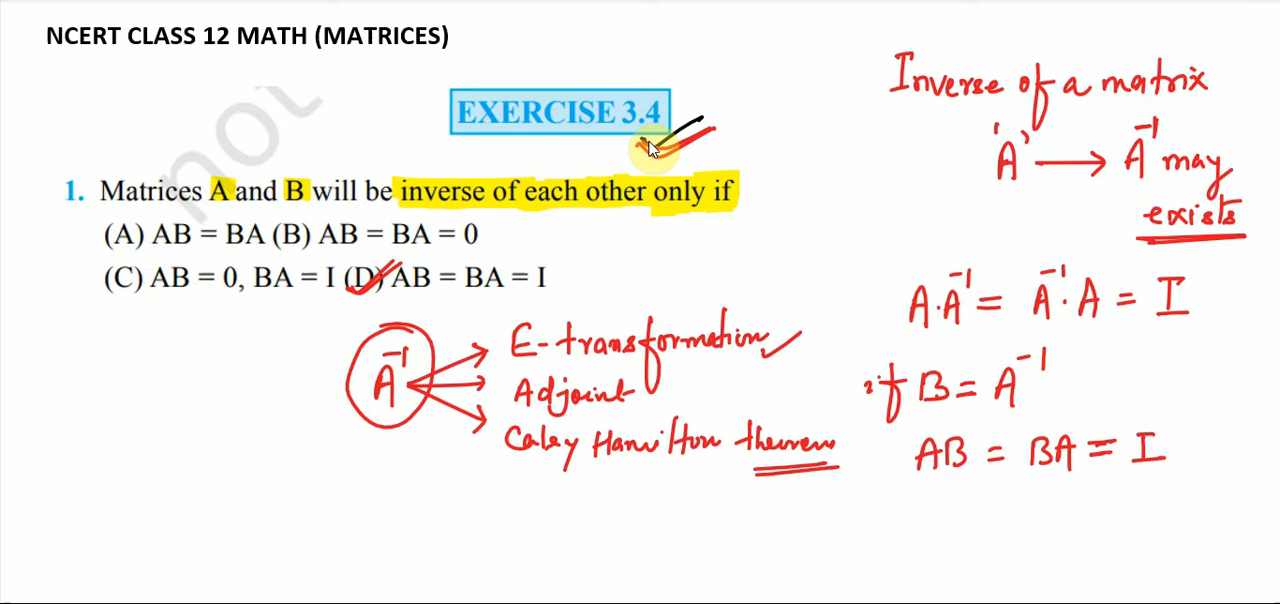 NCERT CLASS 12 MATH (MATRICES)
not
EXERCISE 3.4
1. Matrices A and B will be inverse of each other only if
(A) AB = BA (B) AB = BA = 0
(C) AB = 0, BA = I (D) AB = BA = I
A⁻¹
E-transformation
Adjoint
Caley Hamilton theorem
Inverse of a matrix
'A' → A⁻¹ may
exists
A.A⁻¹ = A⁻¹.A = I
if B = A⁻¹
AB = BA = I